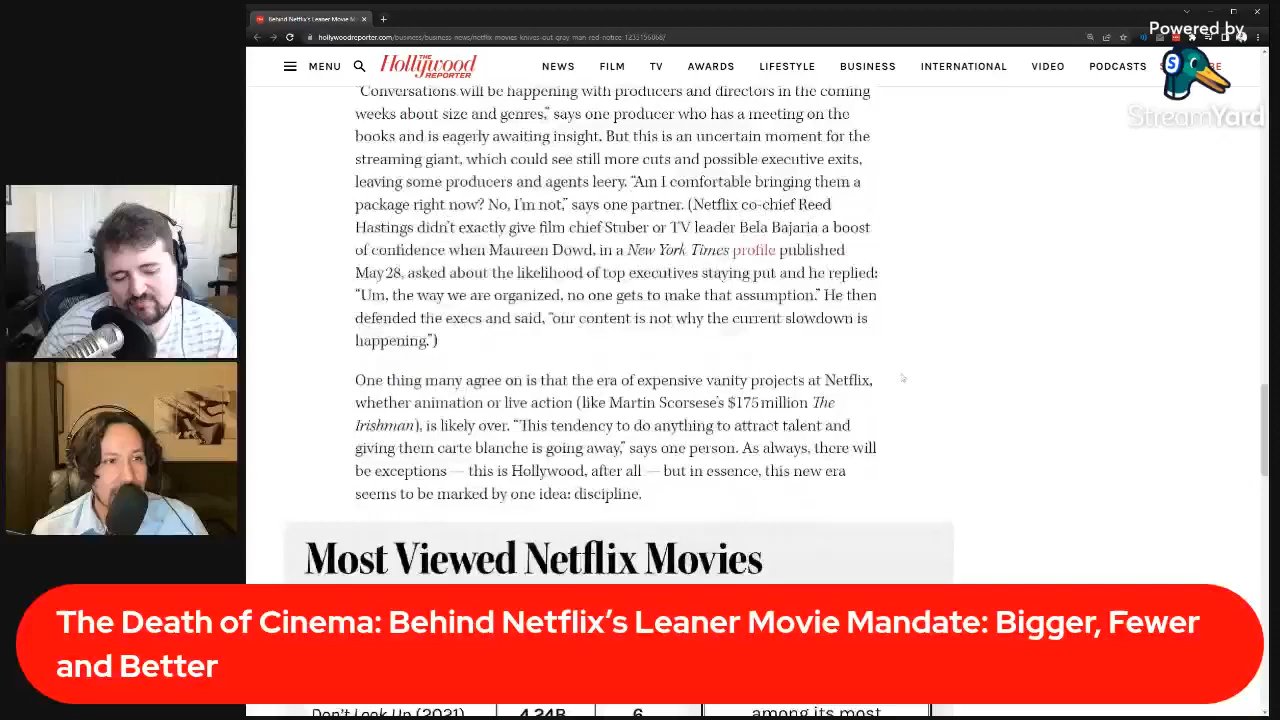 Behind Netflix's Leaner Movie M
hollywoodreporter.com/business/business-news/netflix-movies-knives-out-gray-man-red-notice-1235156068/
Powered by
StreamYard
MENU
THE
Hollywood
REPORTER
NEWS FILM TV AWARDS LIFESTYLE BUSINESS INTERNATIONAL VIDEO PODCASTS
"Conversations will be happening with producers and directors in the coming
weeks about size and genres," says one producer who has a meeting on the
books and is eagerly awaiting insight. But this is an uncertain moment for the
streaming giant, which could see still more cuts and possible executive exits,
leaving some producers and agents leery. "Am I comfortable bringing them a
package right now? No, I'm not," says one partner. (Netflix co-chief Reed
Hastings didn't exactly give film chief Stuber or TV leader Bela Bajaria a boost
of confidence when Maureen Dowd, in a New York Times profile published
May 28, asked about the likelihood of top executives staying put and he replied:
"Um, the way we are organized, no one gets to make that assumption." He then
defended the execs and said, "our content is not why the current slowdown is
happening.")
One thing many agree on is that the era of expensive vanity projects at Netflix,
whether animation or live action (like Martin Scorsese's $175 million The
Irishman), is likely over. "This tendency to do anything to attract talent and
giving them carte blanche is going away," says one person. As always, there will
be exceptions — this is Hollywood, after all — but in essence, this new era
seems to be marked by one idea: discipline.
Most Viewed Netflix Movies
The Death of Cinema: Behind Netflix's Leaner Movie Mandate: Bigger, Fewer
and Better
Don't Look Up (2021) 4.24B 6 among its most